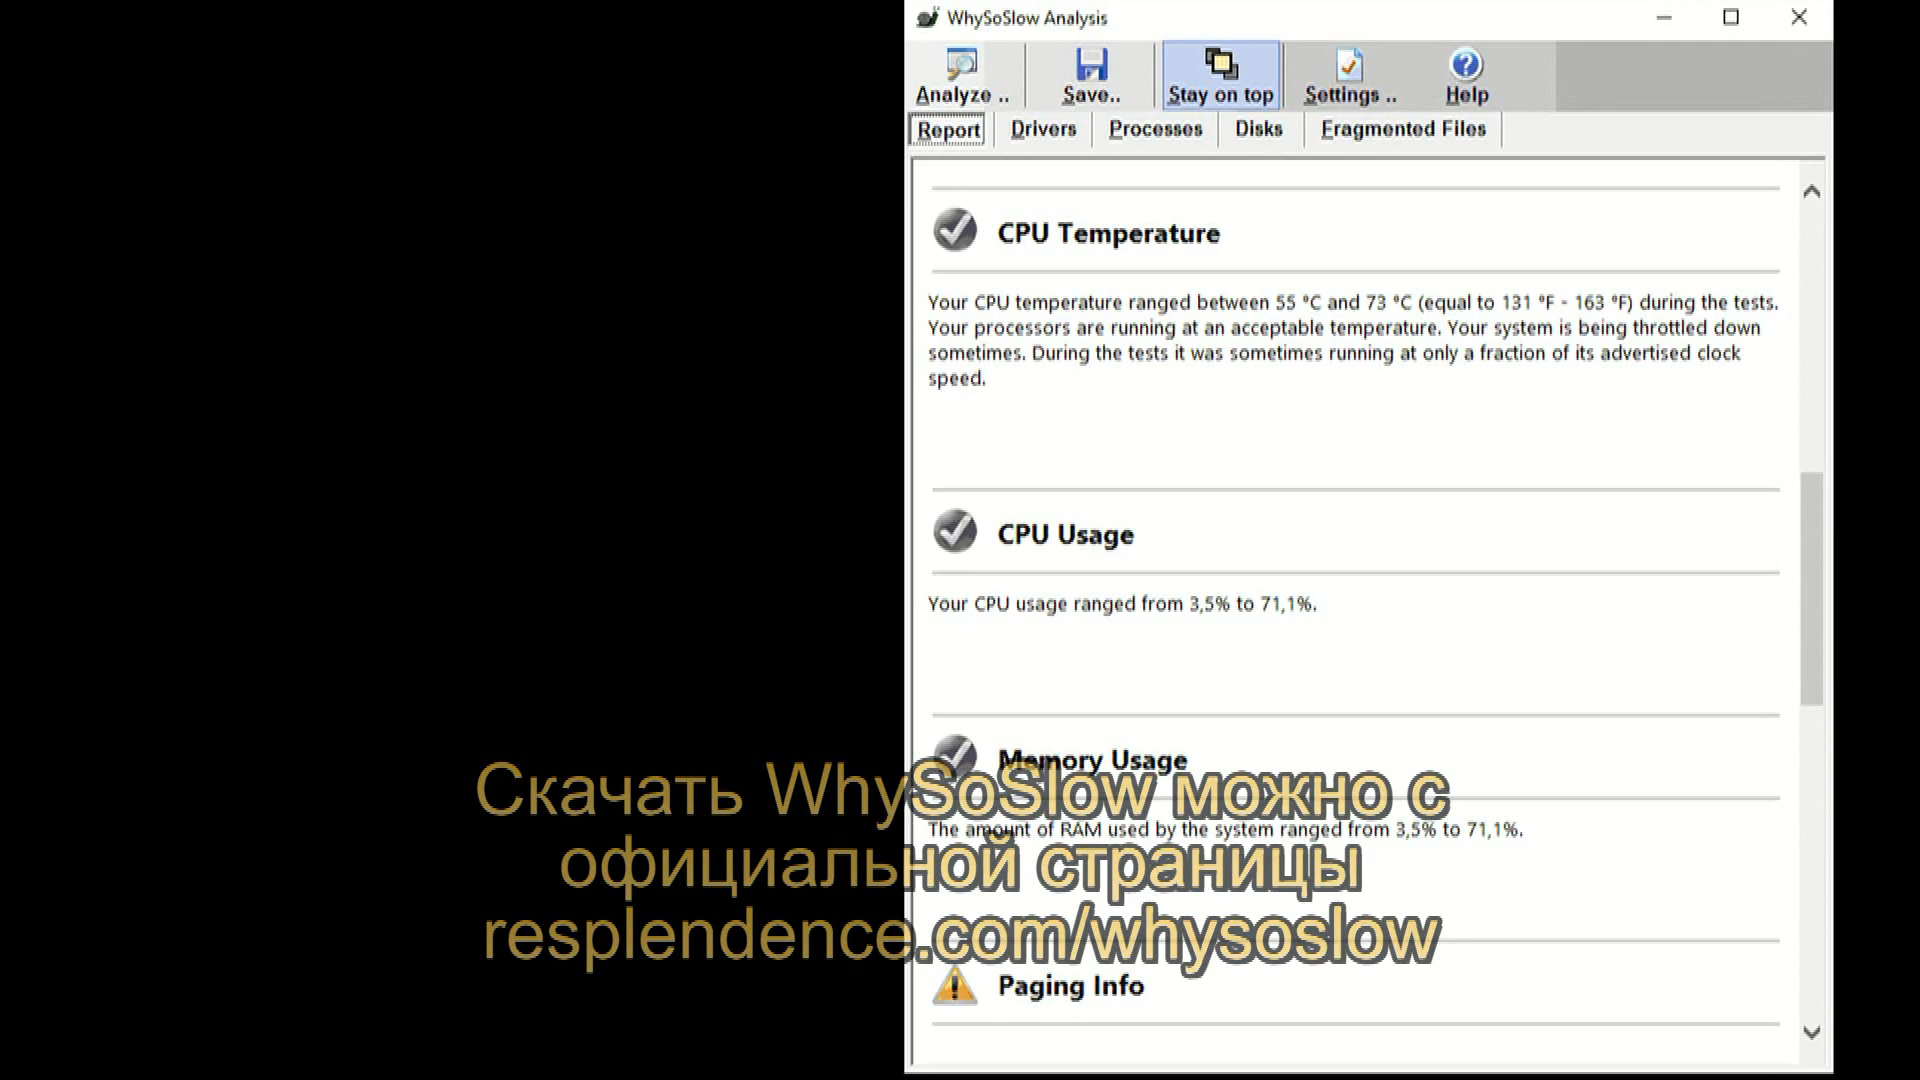 WhySoSlow Analysis
Analyze .. Save.. Stay on top Settings .. Help
Report Drivers Processes Disks Fragmented Files
CPU Temperature
Your CPU temperature ranged between 55 °C and 73 °C (equal to 131 °F - 163 °F) during the tests.
Your processors are running at an acceptable temperature. Your system is being throttled down
sometimes. During the tests it was sometimes running at only a fraction of its advertised clock
speed.
CPU Usage
Your CPU usage ranged from 3,5% to 71,1%.
Memory Usage
The amount of RAM used by the system ranged from 3,5% to 71,1%.
Скачать WhySoSlow можно с
официальной страницы
resplendence.com/whysoslow
Paging Info